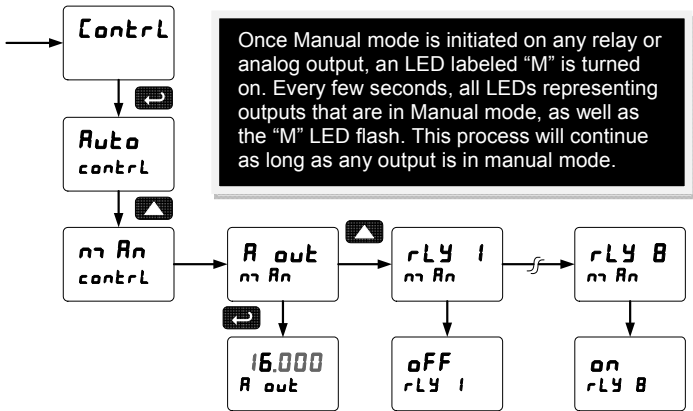 Contrl
Once Manual mode is initiated on any relay or
analog output, an LED labeled “M” is turned
on. Every few seconds, all LEDs representing
outputs that are in Manual mode, as well as
the “M” LED flash. This process will continue
as long as any output is in manual mode.
Auto
contrl
mAn
contrl
A out
mAn
rLY 1
mAn
rLY 8
mAn
16.000
A out
oFF
rLY 1
on
rLY 8